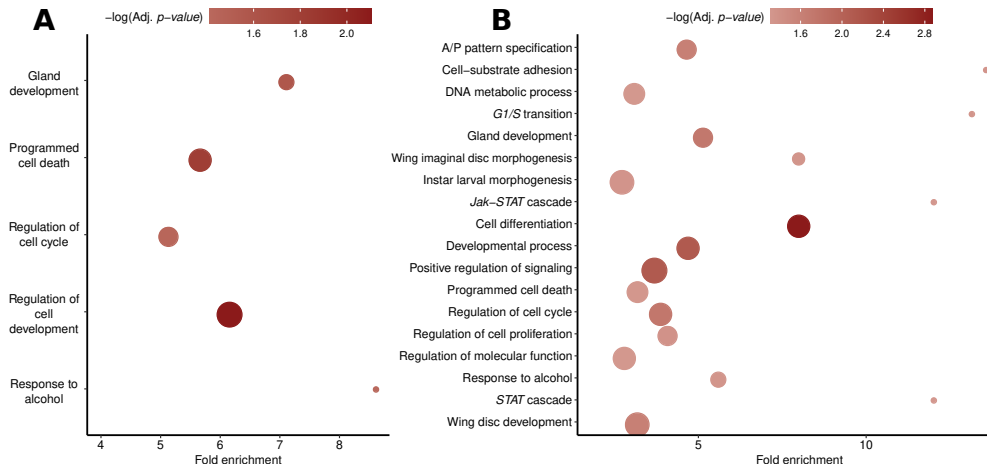 A
−log(Adj. p-value)
1.6 1.8 2.0
Gland
development
Programmed
cell death
Regulation of
cell cycle
Regulation of
cell
development
Response to
alcohol
4 5 6 7 8
Fold enrichment
B
−log(Adj. p-value)
1.6 2.0 2.4 2.8
A/P pattern specification
Cell−substrate adhesion
DNA metabolic process
G1/S transition
Gland development
Wing imaginal disc morphogenesis
Instar larval morphogenesis
Jak−STAT cascade
Cell differentiation
Developmental process
Positive regulation of signaling
Programmed cell death
Regulation of cell cycle
Regulation of cell proliferation
Regulation of molecular function
Response to alcohol
STAT cascade
Wing disc development
5 10
Fold enrichment